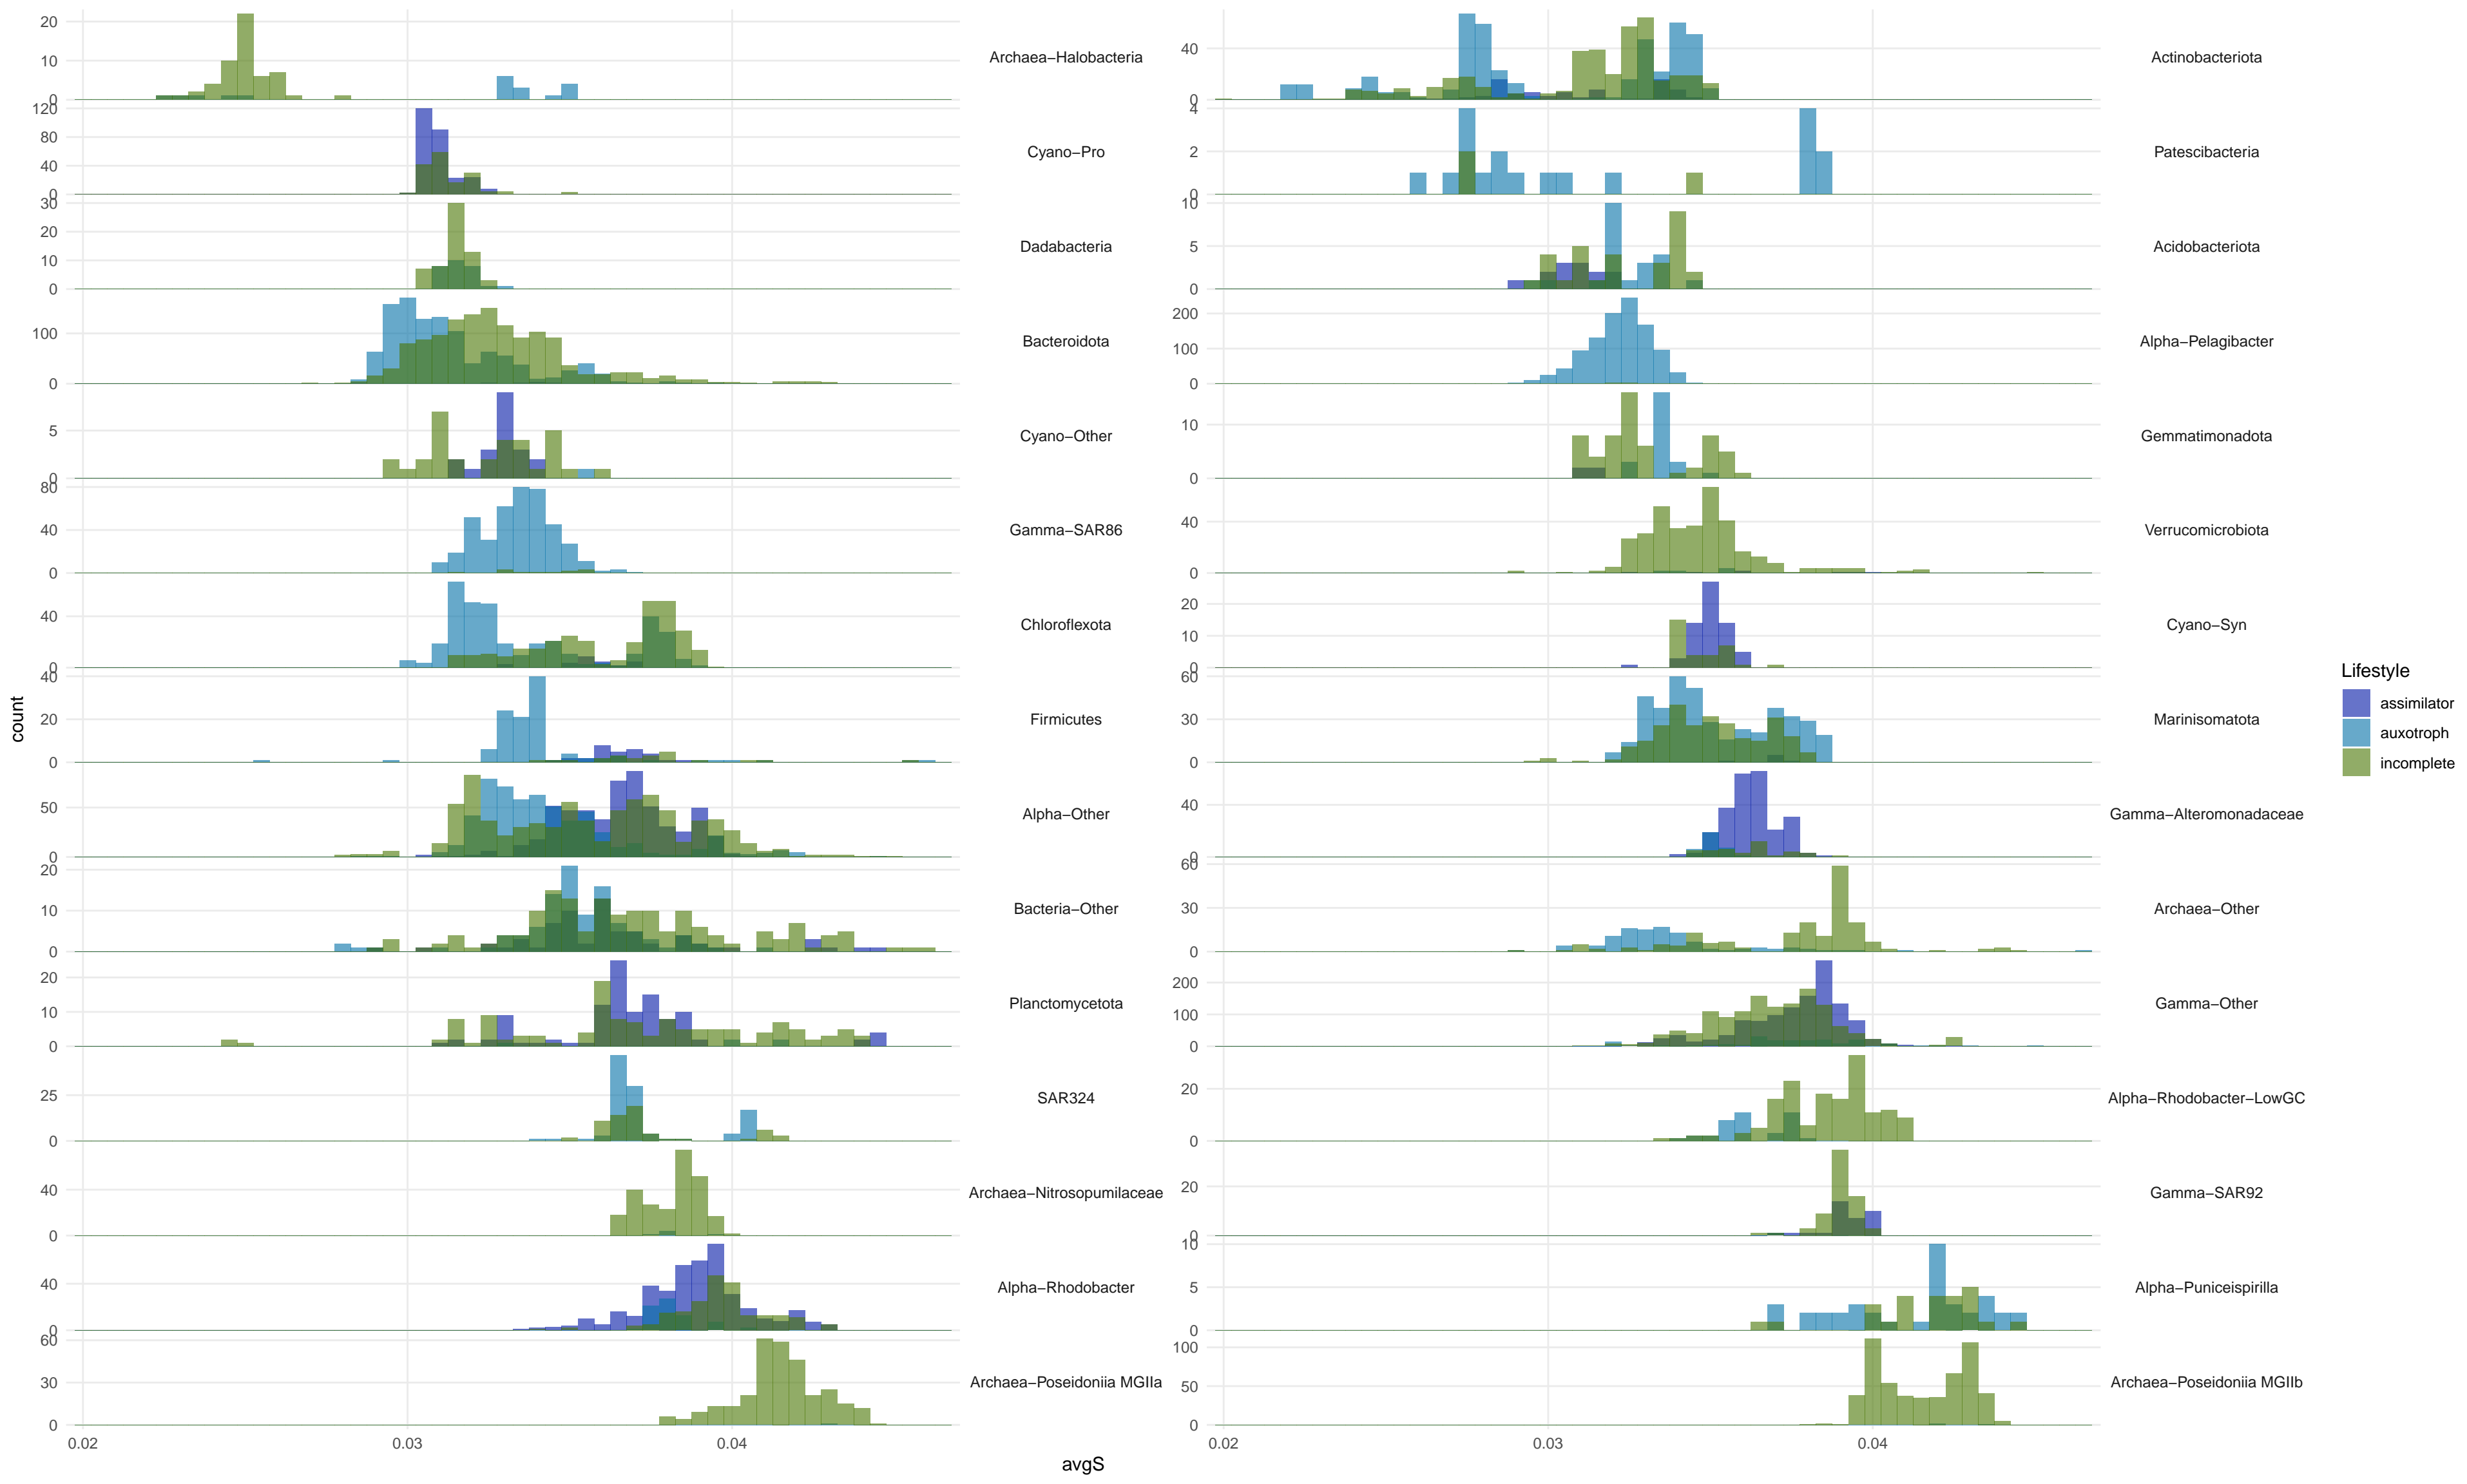 20
10
0
Archaea−Halobacteria
40
0
Actinobacteriota
120
80
40
0
Cyano−Pro
4
2
0
Patescibacteria
30
20
10
0
Dadabacteria
10
5
0
Acidobacteriota
100
0
Bacteroidota
200
100
0
Alpha−Pelagibacter
5
0
Cyano−Other
10
0
Gemmatimonadota
80
40
0
Gamma−SAR86
40
0
Verrucomicrobiota
40
0
Chloroflexota
20
10
0
Cyano−Syn
40
20
0
Firmicutes
60
30
0
Marinisomatota
50
0
Alpha−Other
40
0
Gamma−Alteromonadaceae
20
10
0
Bacteria−Other
60
30
0
Archaea−Other
20
10
0
Planctomycetota
200
100
0
Gamma−Other
25
0
SAR324
20
0
Alpha−Rhodobacter−LowGC
40
0
Archaea−Nitrosopumilaceae
20
0
Gamma−SAR92
40
0
Alpha−Rhodobacter
10
5
0
Alpha−Puniceispirilla
60
30
0
Archaea−Poseidoniia MGIIa
100
50
0
Archaea−Poseidoniia MGIIb
0.02 0.03 0.04
0.02 0.03 0.04
avgS
count
Lifestyle
assimilator
auxotroph
incomplete